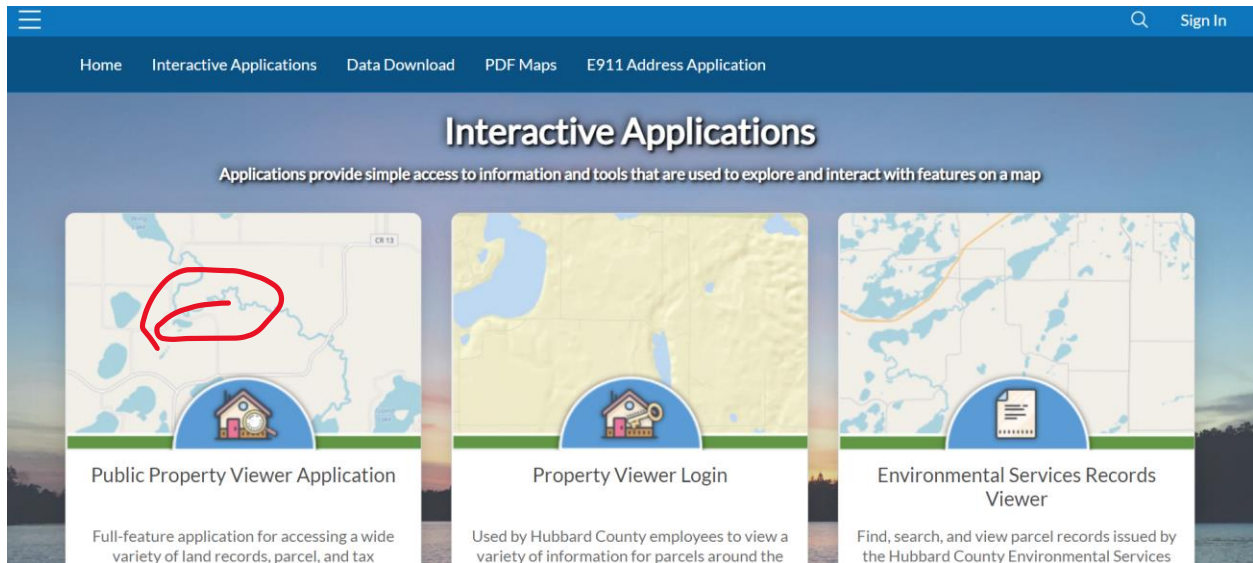 Sign In
Home Interactive Applications Data Download PDF Maps E911 Address Application
Interactive Applications
Applications provide simple access to information and tools that are used to explore and interact with features on a map
CR 13
Public Property Viewer Application
Property Viewer Login
Environmental Services Records
Viewer
Full-feature application for accessing a wide
variety of land records, parcel, and tax
Used by Hubbard County employees to view a
variety of information for parcels around the
Find, search, and view parcel records issued by
the Hubbard County Environmental Services